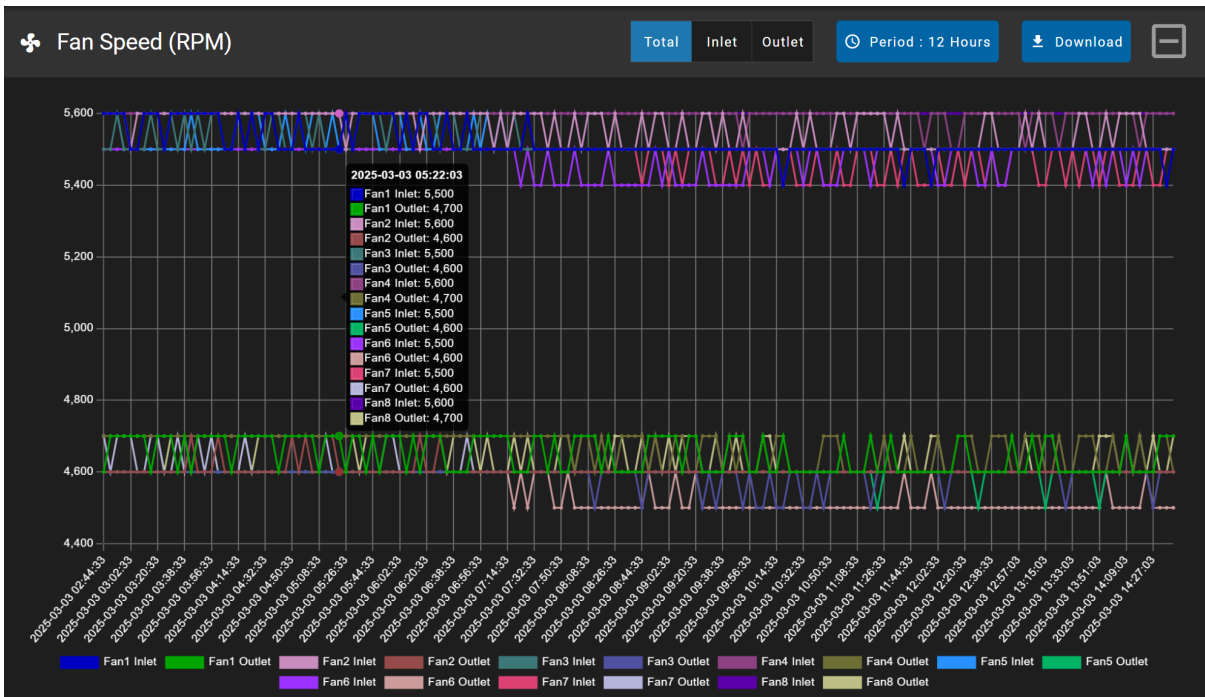 Fan Speed (RPM)
Total Inlet Outlet
Period : 12 Hours
Download
5,600
5,400
5,200
5,000
4,800
4,600
4,400
2025-03-03 05:22:03
Fan1 Inlet: 5,500
Fan1 Outlet: 4,700
Fan2 Inlet: 5,600
Fan2 Outlet: 4,600
Fan3 Inlet: 5,500
Fan3 Outlet: 4,600
Fan4 Inlet: 5,600
Fan4 Outlet: 4,700
Fan5 Inlet: 5,500
Fan5 Outlet: 4,600
Fan6 Inlet: 5,500
Fan6 Outlet: 4,600
Fan7 Inlet: 5,500
Fan7 Outlet: 4,600
Fan8 Inlet: 5,600
Fan8 Outlet: 4,700
2025-03-03 02:44:33
2025-03-03 03:02:33
2025-03-03 03:20:33
2025-03-03 03:38:33
2025-03-03 03:56:33
2025-03-03 04:14:33
2025-03-03 04:32:33
2025-03-03 04:50:33
2025-03-03 05:08:33
2025-03-03 05:26:33
2025-03-03 05:44:33
2025-03-03 06:02:33
2025-03-03 06:20:33
2025-03-03 06:38:33
2025-03-03 06:56:33
2025-03-03 07:14:33
2025-03-03 07:32:33
2025-03-03 07:50:33
2025-03-03 08:08:33
2025-03-03 08:26:33
2025-03-03 08:44:33
2025-03-03 09:02:33
2025-03-03 09:20:33
2025-03-03 09:38:33
2025-03-03 09:56:33
2025-03-03 10:14:33
2025-03-03 10:32:33
2025-03-03 10:50:33
2025-03-03 11:08:33
2025-03-03 11:26:33
2025-03-03 11:44:33
2025-03-03 12:02:33
2025-03-03 12:20:33
2025-03-03 12:38:33
2025-03-03 12:57:03
2025-03-03 13:15:03
2025-03-03 13:33:03
2025-03-03 13:51:03
2025-03-03 14:09:03
2025-03-03 14:27:03
Fan1 Inlet Fan1 Outlet Fan2 Inlet Fan2 Outlet Fan3 Inlet Fan3 Outlet Fan4 Inlet Fan4 Outlet Fan5 Inlet Fan5 Outlet
Fan6 Inlet Fan6 Outlet Fan7 Inlet Fan7 Outlet Fan8 Inlet Fan8 Outlet